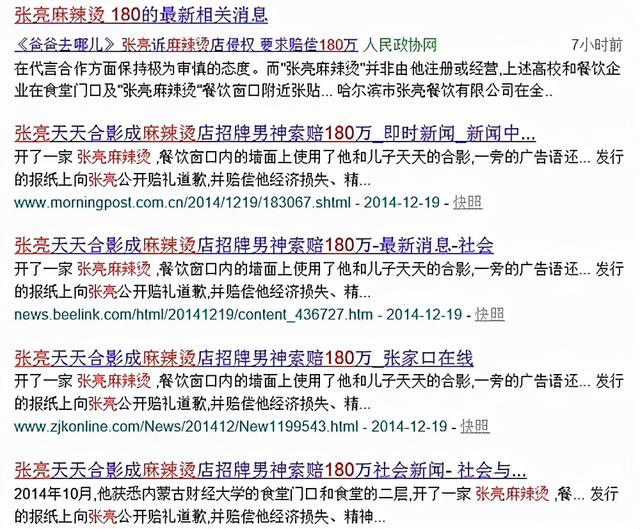 张亮麻辣烫 180的最新相关消息
《爸爸去哪儿》张亮诉麻辣烫店侵权 要求赔偿180万 人民政协网 7小时前
在代言合作方面保持极为审慎的态度。而"张亮麻辣烫"并非由他注册或经营,上述高校和餐饮企
业在食堂门口及"张亮麻辣烫"餐饮窗口附近张贴... 哈尔滨市张亮餐饮有限公司在全..
张亮天天合影成麻辣烫店招牌男神索赔180万_即时新闻_新闻中...
开了一家 张亮麻辣烫 ,餐饮窗口内的墙面上使用了他和儿子天天的合影,一旁的广告语还... 发行
的报纸上向张亮公开赔礼道歉,并赔偿他经济损失、精...
www.morningpost.com.cn/2014/1219/183067.shtml - 2014-12-19 - 快照
张亮天天合影成麻辣烫店招牌男神索赔180万-最新消息-社会
开了一家 张亮麻辣烫 ,餐饮窗口内的墙面上使用了他和儿子天天的合影,一旁的广告语还... 发行
的报纸上向张亮公开赔礼道歉,并赔偿他经济损失、精...
news.beelink.com/html/20141219/content_436727.htm - 2014-12-19 - 快照
张亮天天合影成麻辣烫店招牌男神索赔180万_张家口在线
开了一家 张亮麻辣烫 ,餐饮窗口内的墙面上使用了他和儿子天天的合影,一旁的广告语还... 发行
的报纸上向张亮公开赔礼道歉,并赔偿他经济损失、精...
www.zjkonline.com/News/201412/New1199543.html - 2014-12-19 - 快照
张亮天天合影成麻辣烫店招牌男神索赔180万社会新闻- 社会与...
2014年10月,他获悉内蒙古财经大学的食堂门口和食堂的二层,开了一家 张亮麻辣烫 ,餐... 发行
的报纸上向张亮公开赔礼道歉,并赔偿他经济损失、精神...